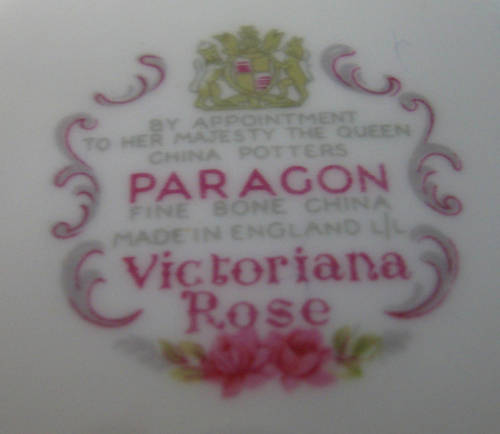 BY APPOINTMENT
TO HER MAJESTY THE QUEEN
CHINA POTTERS
PARAGON
FINE BONE CHINA
MADE IN ENGLAND L/L
Victoriana
Rose